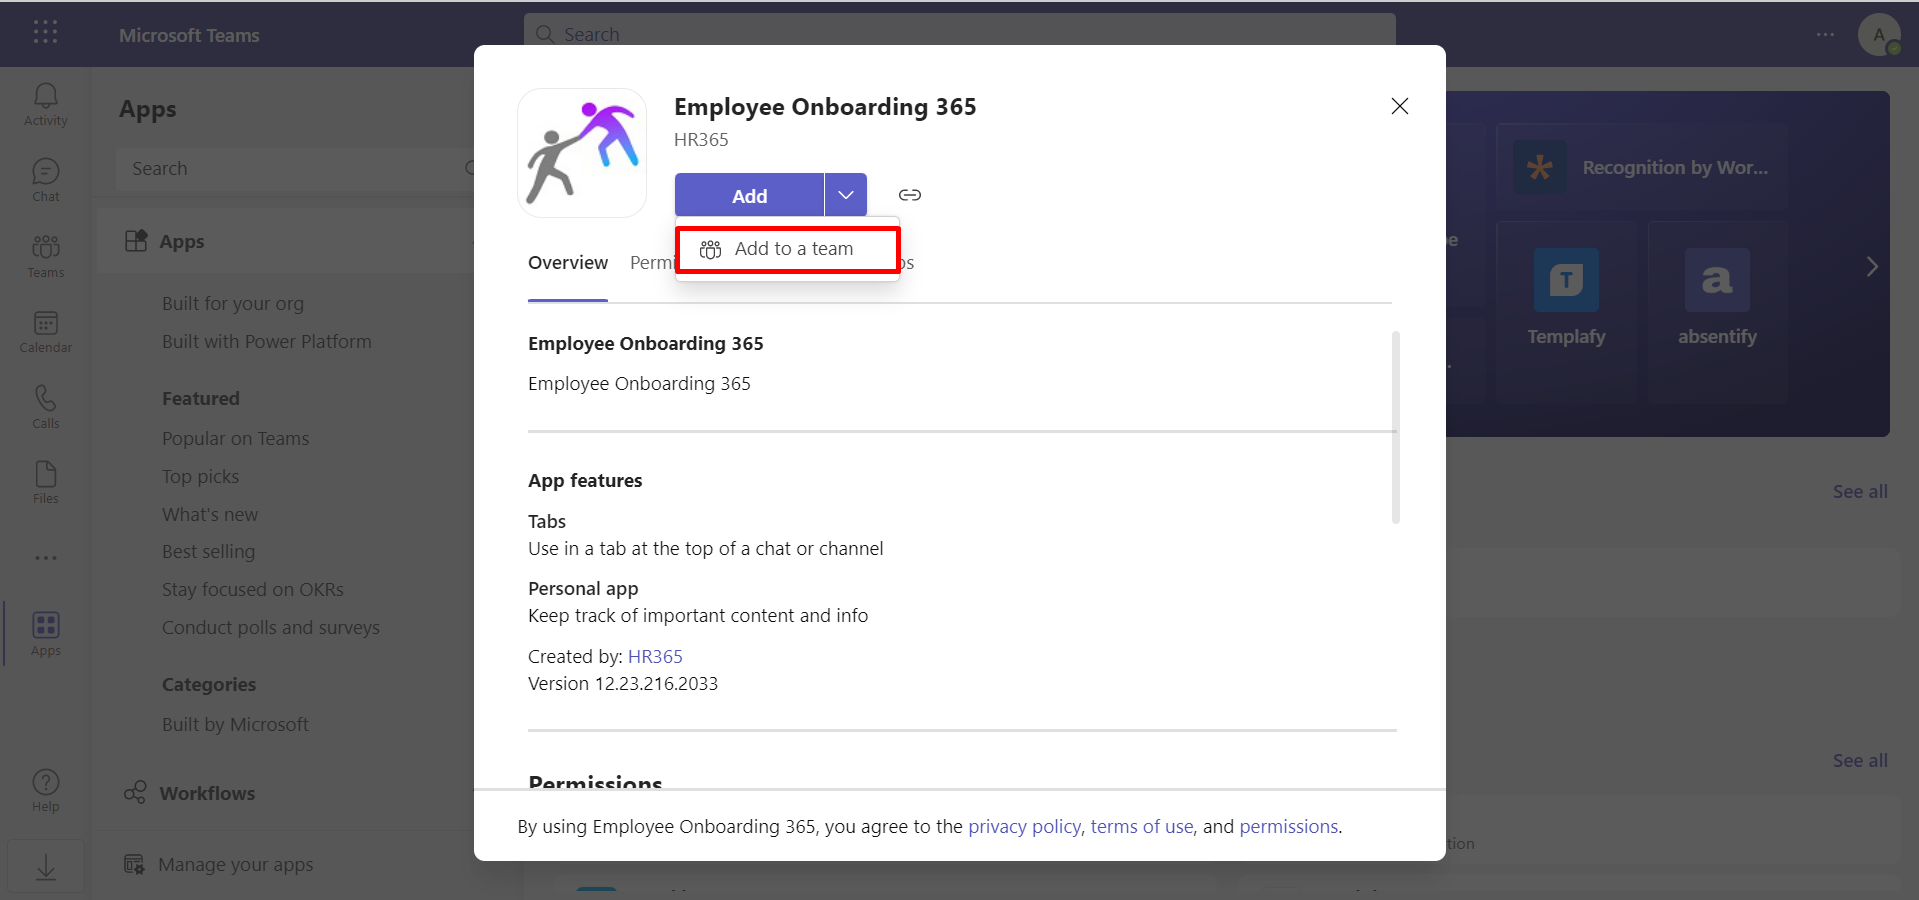 Microsoft Teams
Search
A
Activity
Chat
Teams
Calendar
Calls
Files
Apps
Help
Apps
Search
Apps
Built for your org
Built with Power Platform
Featured
Popular on Teams
Top picks
What's new
Best selling
Stay focused on OKRs
Conduct polls and surveys
Categories
Built by Microsoft
Workflows
Manage your apps
Employee Onboarding 365
HR365
Add
Add to a team
Overview
Employee Onboarding 365
Employee Onboarding 365
App features
Tabs
Use in a tab at the top of a chat or channel
Personal app
Keep track of important content and info
Created by: HR365
Version 12.23.216.2033
Permissions
By using Employee Onboarding 365, you agree to the privacy policy, terms of use, and permissions.
Recognition by Wor...
T
Templafy
a
absentify
See all
See all